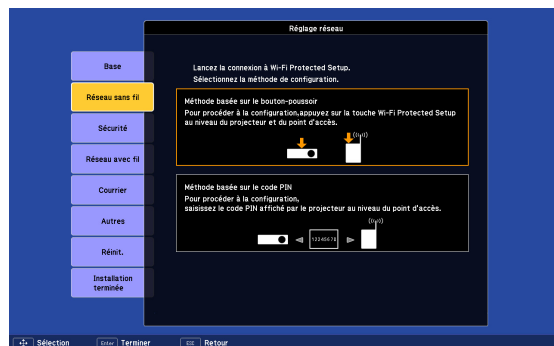 Réglage réseau
Base
Réseau sans fil
Sécurité
Réseau avec fil
Courrier
Autres
Réinit.
Installation
terminée
Lancez la connexion à Wi-Fi Protected Setup.
Sélectionnez la méthode de configuration.
Méthode basée sur le bouton-poussoir
Pour procéder à la configuration,appuyez sur la touche Wi-Fi Protected Setup
au niveau du projecteur et du point d'accès.
Méthode basée sur le code PIN
Pour procéder à la configuration,
saisissez le code PIN affiché par le projecteur au niveau du point d'accès.
12345678
Sélection Enter Terminer ESC Retour